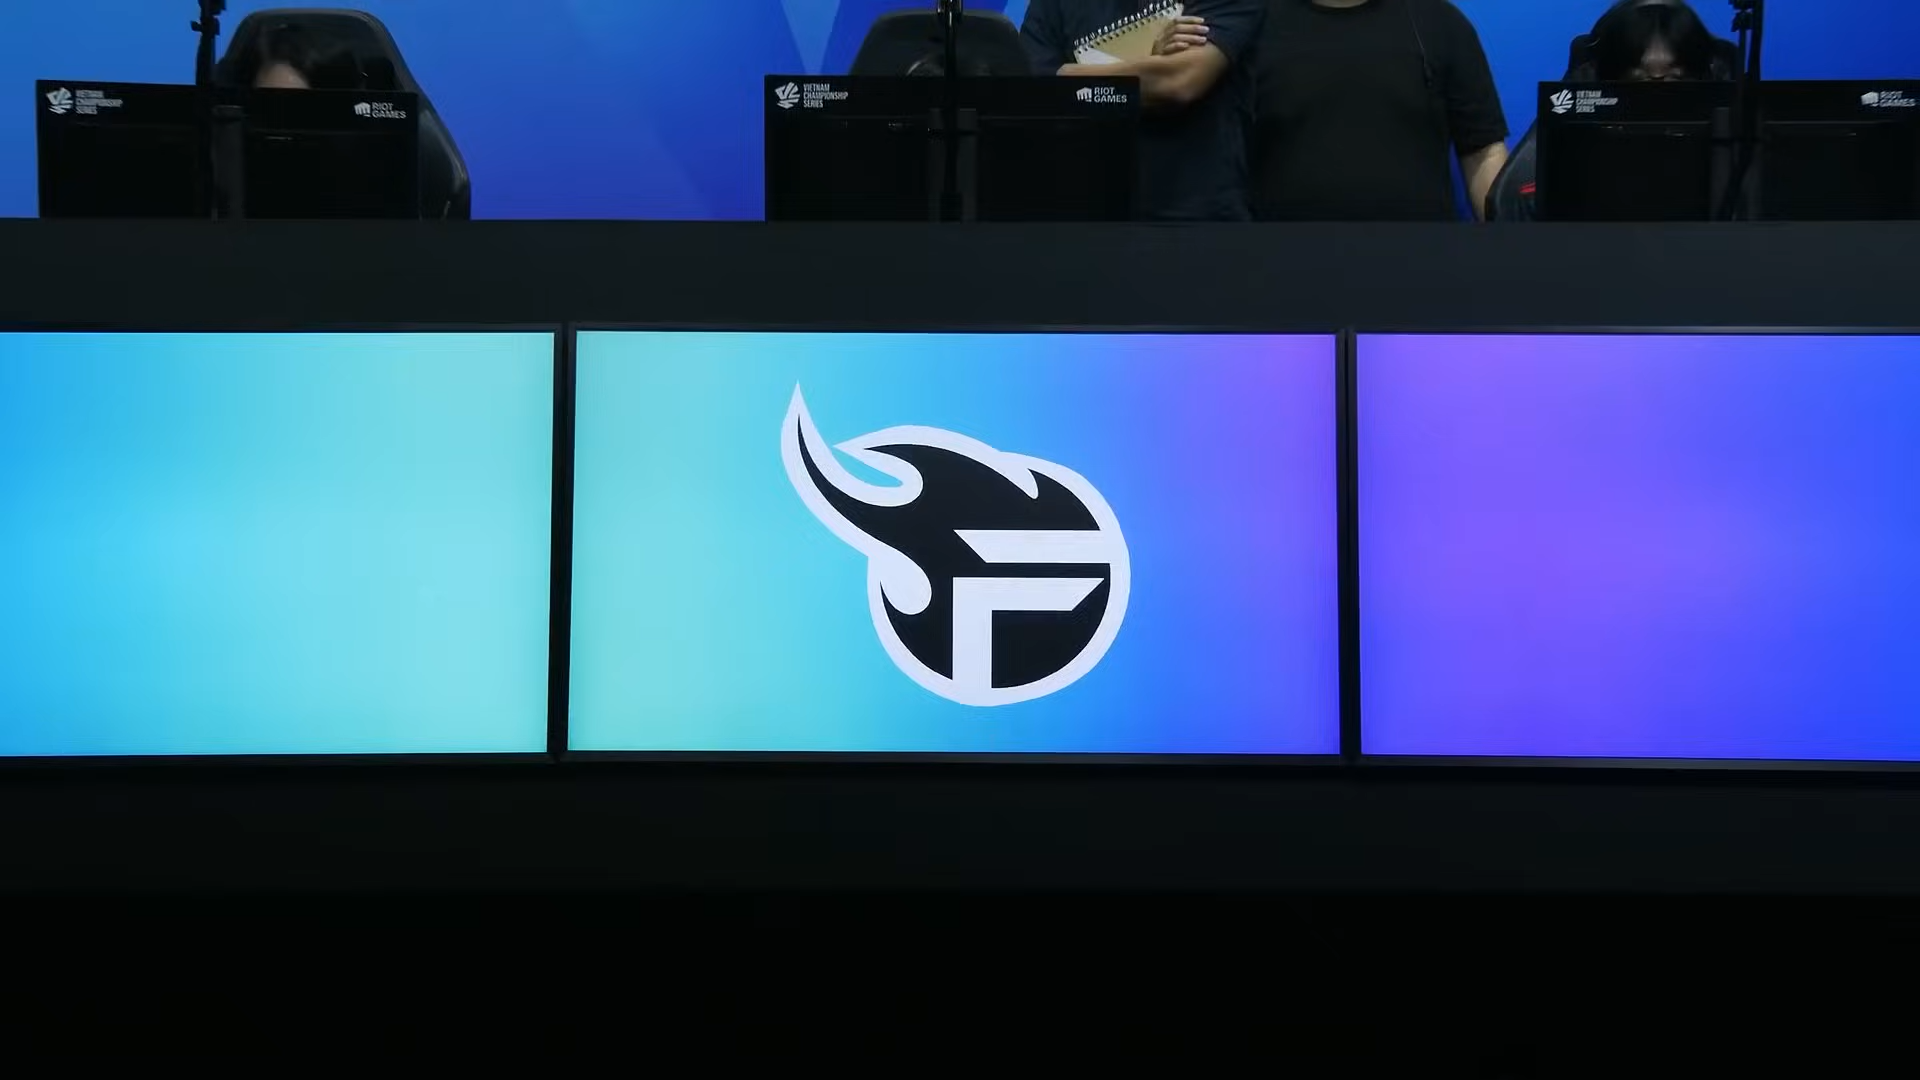 VIETNAM
CHAMPIONSHIP
SERIES
RIOT
GAMES
VIETNAM
CHAMPIONSHIP
SERIES
RIOT
GAMES
VIETNAM
CHAMPIONSHIP
SERIES
RIOT
GAMES
F